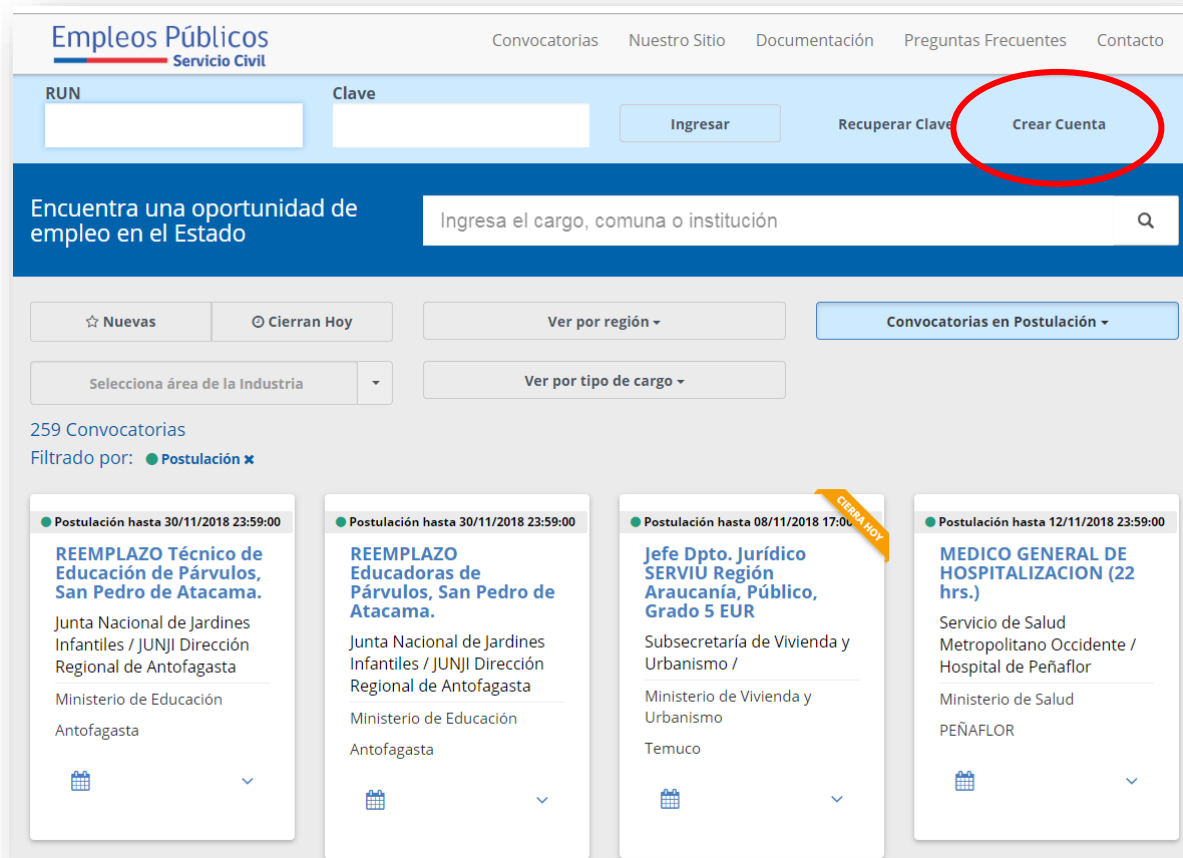 Empleos Públicos
Servicio Civil
Convocatorias Nuestro Sitio Documentación Preguntas Frecuentes Contacto
RUN Clave
Ingresar Recuperar Clave Crear Cuenta
Encuentra una oportunidad de
empleo en el Estado
Ingresa el cargo, comuna o institución
Nuevas Cierran Hoy Ver por región Convocatorias en Postulación
Selecciona área de la Industria Ver por tipo de cargo
259 Convocatorias
Filtrado por: Postulación ×
Postulación hasta 30/11/2018 23:59:00
REEMPLAZO Técnico de
Educación de Párvulos,
San Pedro de Atacama.
Junta Nacional de Jardines
Infantiles / JUNJI Dirección
Regional de Antofagasta
Ministerio de Educación
Antofagasta
Postulación hasta 30/11/2018 23:59:00
REEMPLAZO
Educadoras de
Párvulos, San Pedro de
Atacama.
Junta Nacional de Jardines
Infantiles / JUNJI Dirección
Regional de Antofagasta
Ministerio de Educación
Antofagasta
CIERRA HOY
Postulación hasta 08/11/2018 17:00
Jefe Dpto. Jurídico
SERVIU Región
Araucanía, Público,
Grado 5 EUR
Subsecretaría de Vivienda y
Urbanismo /
Ministerio de Vivienda y
Urbanismo
Temuco
Postulación hasta 12/11/2018 23:59:00
MEDICO GENERAL DE
HOSPITALIZACION (22
hrs.)
Servicio de Salud
Metropolitano Occidente /
Hospital de Peñaflor
Ministerio de Salud
PEÑAFLOR